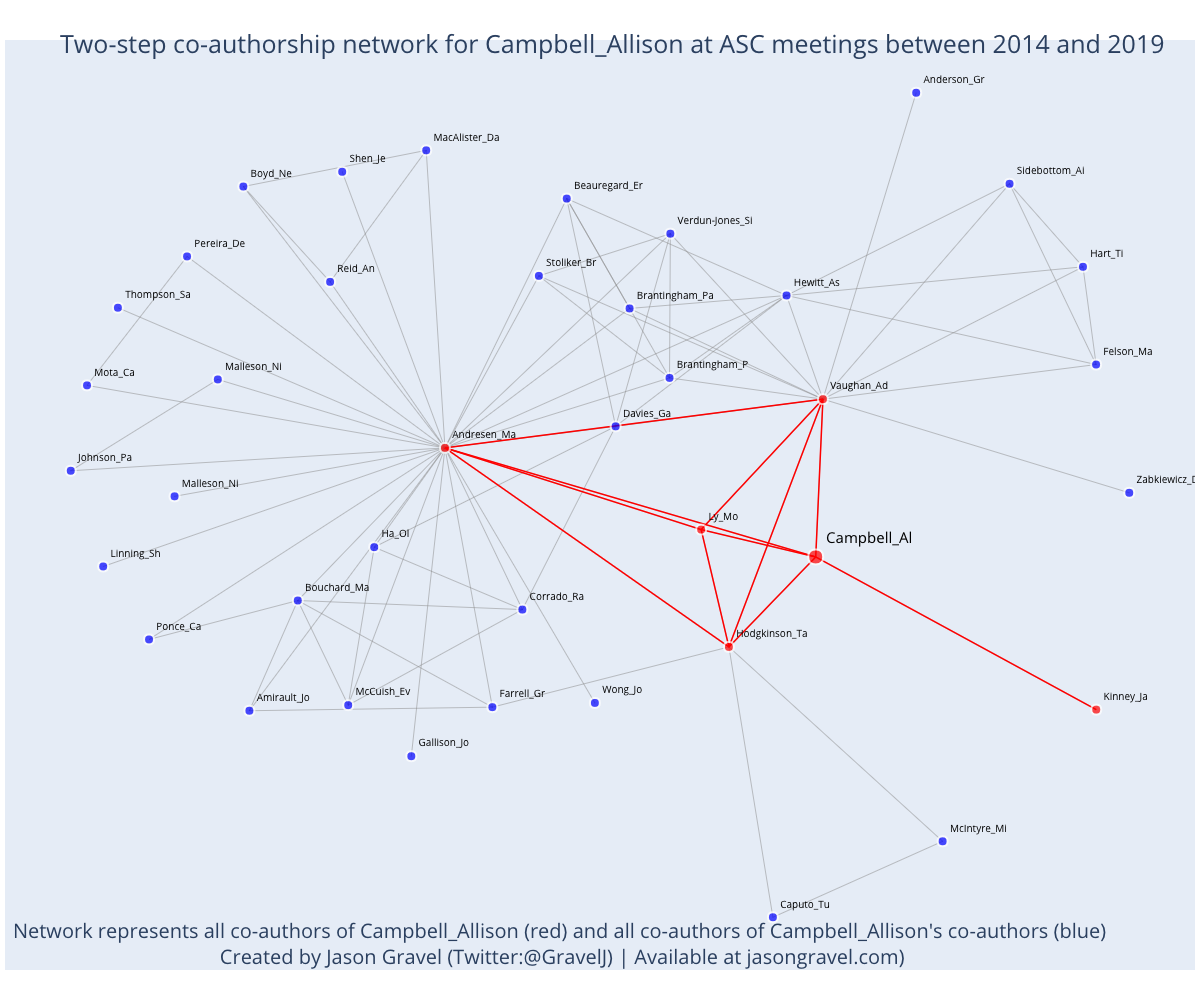 Two-step co-authorship network for Campbell_Allison at ASC meetings between 2014 and 2019
Anderson_Gr
MacAlister_Da
Shen_Je
Boyd_Ne
Sidebottom_Al
Beauregard_Er
Verdun-Jones_Si
Pereira_De
Hart_Ti
Stoliker_Br
Reid_An
Hewitt_As
Thompson_Sa
Brantingham_Pa
Felson_Ma
Mota_Ca
Malleson_Ni
Brantingham_P
Vaughan_Ad
Davies_Ga
Andresen_Ma
Johnson_Pa
Malleson_Ni
Zabkiewicz_D
Ly_Mo
Campbell_Al
Ha_Ol
Linning_Sh
Bouchard_Ma
Corrado_Ra
Ponce_Ca
Hodgkinson_Ta
Amirault_Jo
McCuish_Ev
Farrell_Gr
Wong_Jo
Kinney_Ja
Gallison_Jo
McIntyre_Mi
Caputo_Tu
Network represents all co-authors of Campbell_Allison (red) and all co-authors of Campbell_Allison's co-authors (blue)
Created by Jason Gravel (Twitter:@GravelJ) | Available at jasongravel.com)